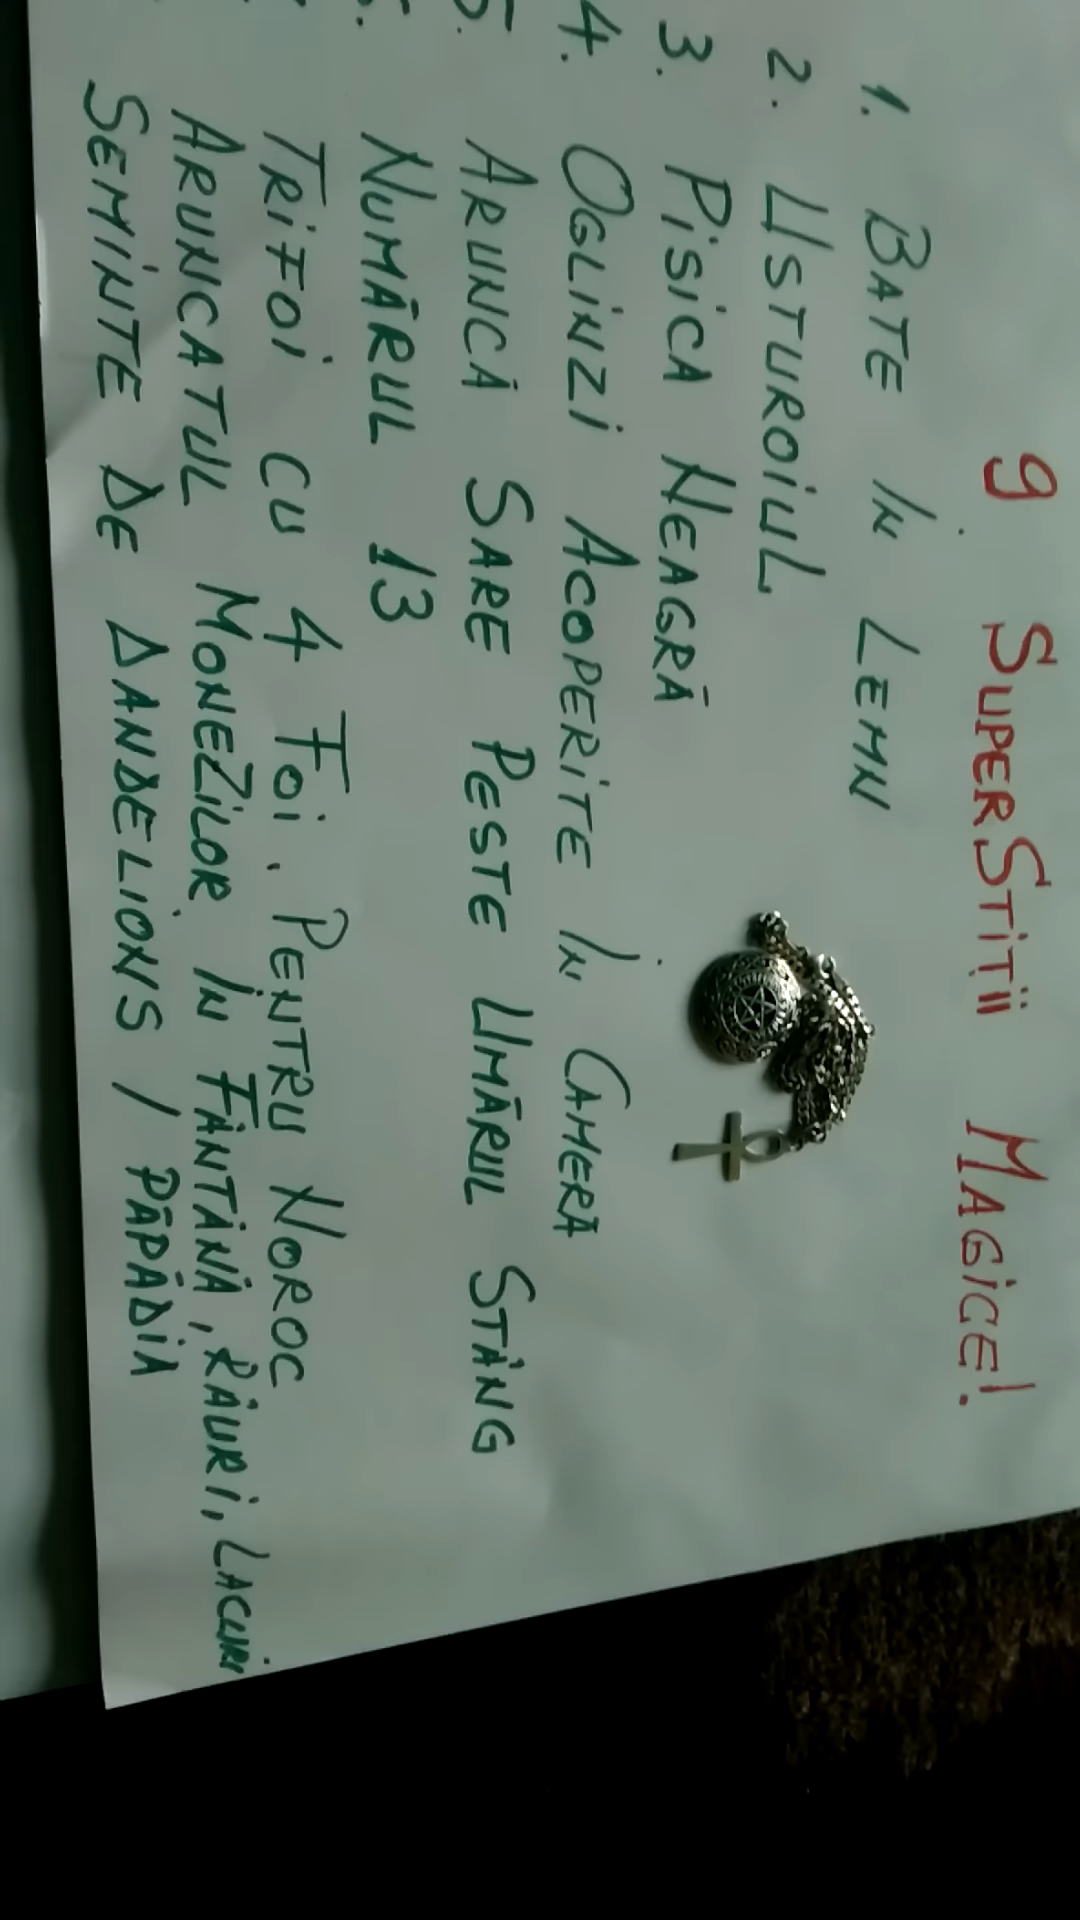 9 SUPERSTIȚII MAGICE!
1. BATE ÎN LEMN
2. USTUROIUL
3. PISICA NEAGRĂ
4. OGLINZI ACOPERITE ÎN CAMERĂ
5. ARUNCĂ SARE PESTE UMĂRUL STÂNG
NUMĂRUL 13
TRIFOI CU 4 FOI. PENTRU NOROC
ARUNCATUL MONEZILOR ÎN FÂNTÂNĂ, RÂURI, LACURI
SEMINTE DE DANDELIONS / PĂPĂDIA